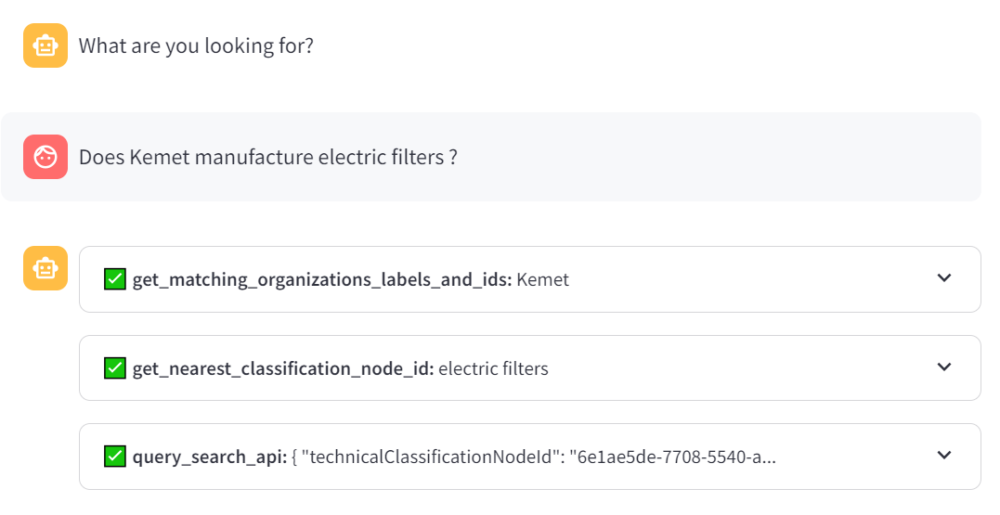 What are you looking for?
Does Kemet manufacture electric filters ?
get_matching_organizations_labels_and_ids: Kemet
get_nearest_classification_node_id: electric filters
query_search_api: { "technicalClassificationNodeId": "6e1ae5de-7708-5540-a...